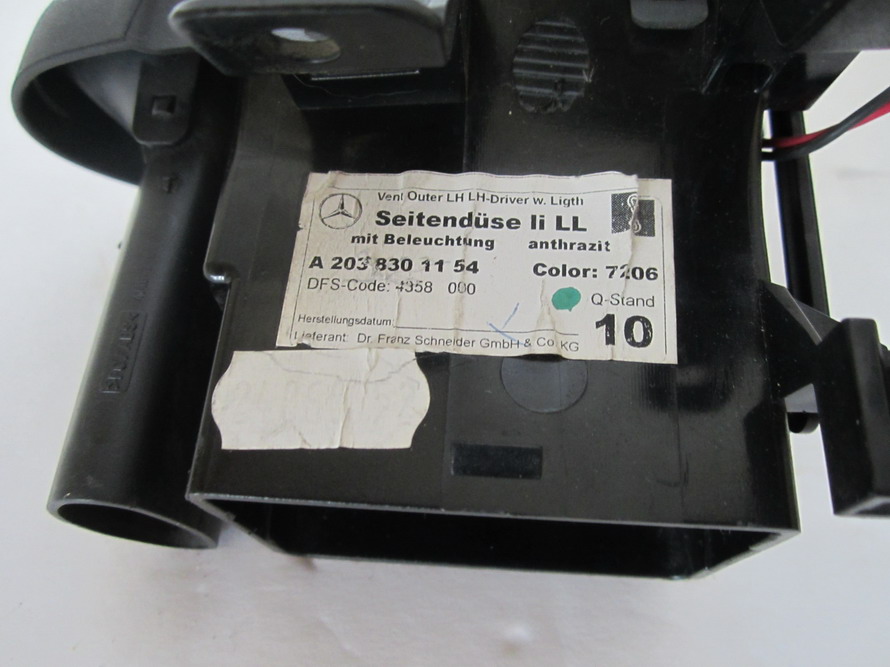 Vent Outer LH LH-Driver w. Ligth
Seitendüse li LL
mit Beleuchtung anthrazit
A 203 830 11 54 Color: 7206
DFS-Code: 4358 000
Q-Stand
Herstellungsdatum: 10
Lieferant: Dr. Franz Schneider GmbH & Co KG